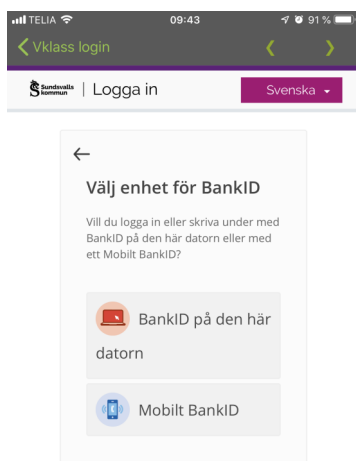 TELIA 09:43 91 %
Vklass login
Sundsvalls kommun | Logga in Svenska
Välj enhet för BankID
Vill du logga in eller skriva under med
BankID på den här datorn eller med
ett Mobilt BankID?
BankID på den här
datorn
Mobilt BankID